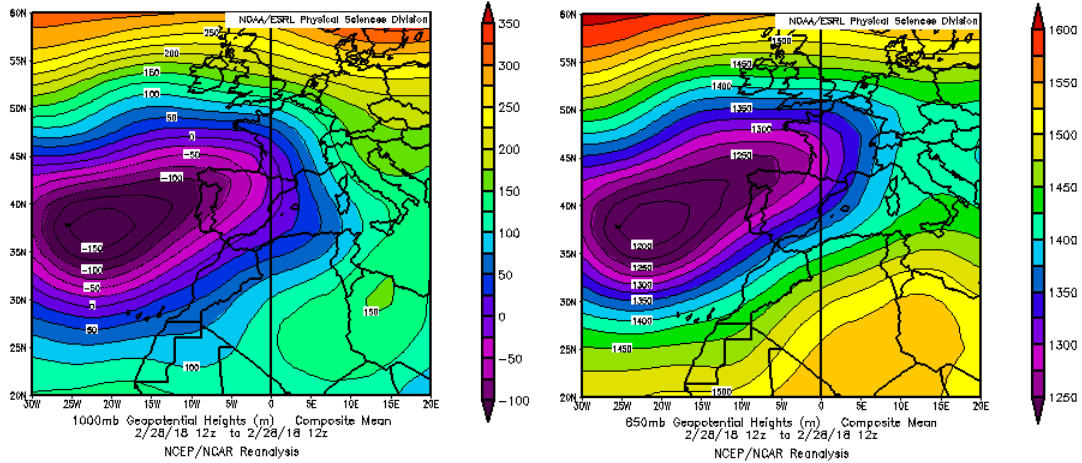 NOAA/ESRL Physical Sciences Division
60N
55N
50N
45N
40N
35N
30N
25N
20N
250
200
150
100
50
0
-50
-100
-150
-100
-50
0
50
100
150
30W 25W 20W 15W 10W 5W 0 5E 10E 15E 20E
1000mb Geopotential Heights (m) Composite Mean
2/28/18 12z to 2/28/18 12z
NCEP/NCAR Reanalysis
350
300
250
200
150
100
50
0
-50
-100
NOAA/ESRL Physical Sciences Division
60N
55N
50N
45N
40N
35N
30N
25N
20N
1500
1450
1400
1350
1300
1250
1200
1250
1300
1350
1400
1450
1500
30W 25W 20W 15W 10W 5W 0 5E 10E 15E 20E
850mb Geopotential Heights (m) Composite Mean
2/28/18 12z to 2/28/18 12z
NCEP/NCAR Reanalysis
1600
1550
1500
1450
1400
1350
1300
1250